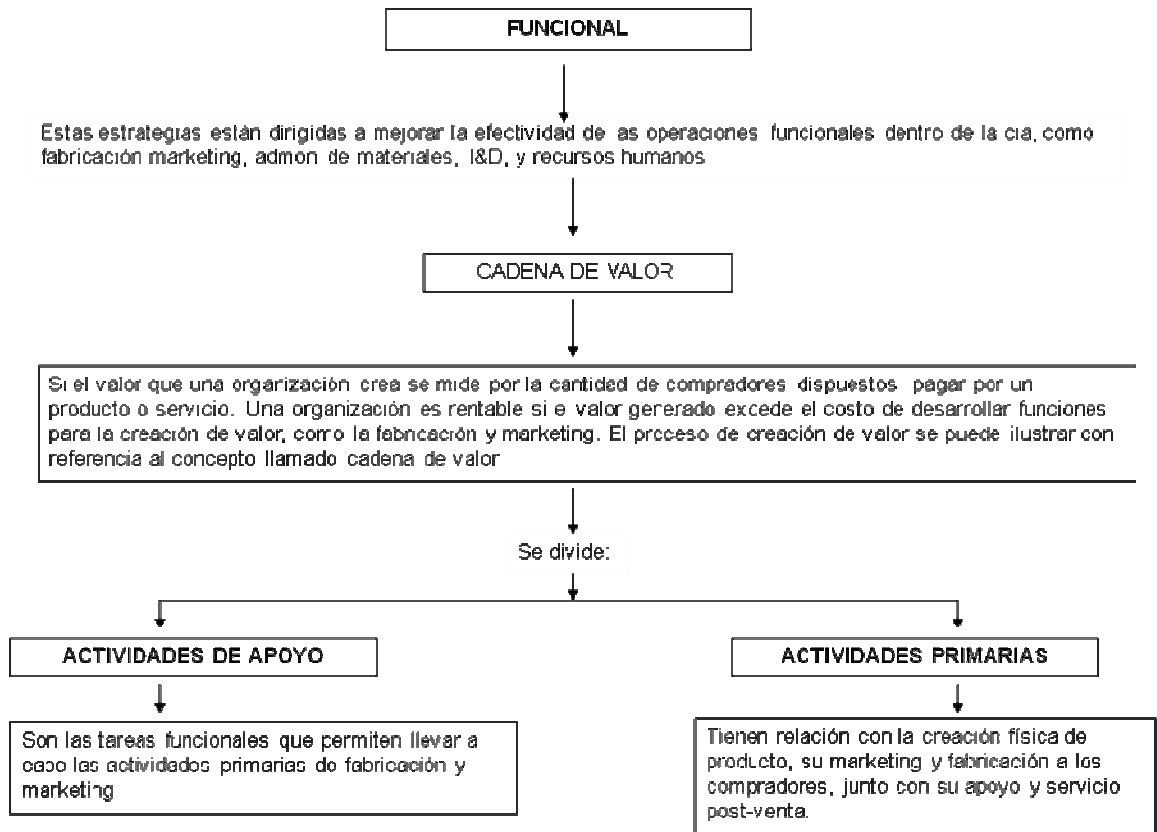 FUNCIONAL
Estas estrategias están dirigidas a mejorar la efectividad de as operaciones funcionales dentro de la cia, como
fabricación marketing, admon de materiales, I&D, y recursos humanos
CADENA DE VALOR
Si el valor que una organización crea se mide por la cantidad de compradores dispuestos pagar por un
producto o servicio. Una organización es rentable si e valor generado excede el costo de desarrollar funciones
para la creación de valor, como la fabricación y marketing. El proceso de creación de valor se puede ilustrar con
referencia al concepto llamado cadena de valor
Se divide:
ACTIVIDADES DE APOYO
Son las tareas funcionales que permiten llevar a
cabo las actividades primarias de fabricación y
marketing
ACTIVIDADES PRIMARIAS
Tienen relación con la creación física de
producto, su marketing y fabricación a los
compradores, junto con su apoyo y servicio
post-venta.